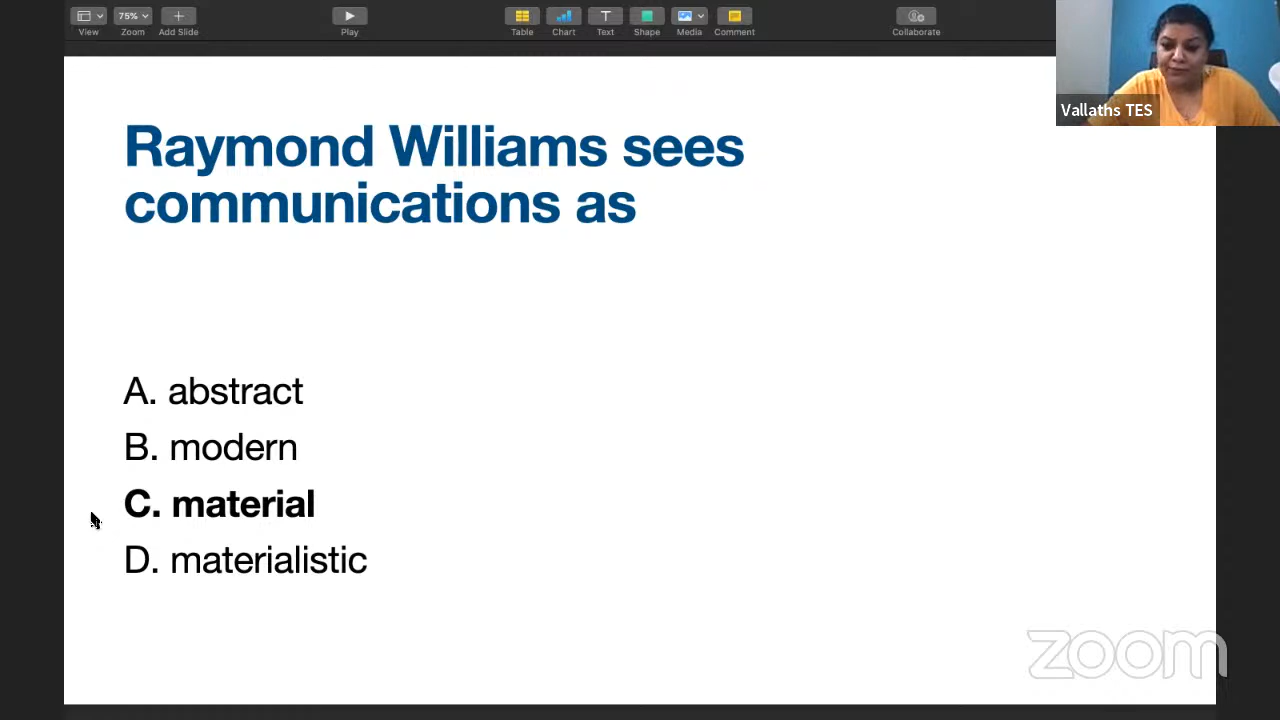 75%
View
Zoom
Add Slide
Play
Table
Chart
Text
Shape
Media
Comment
Collaborate
Vallaths TES
Raymond Williams sees
communications as
A. abstract
B. modern
C. material
D. materialistic
zoom